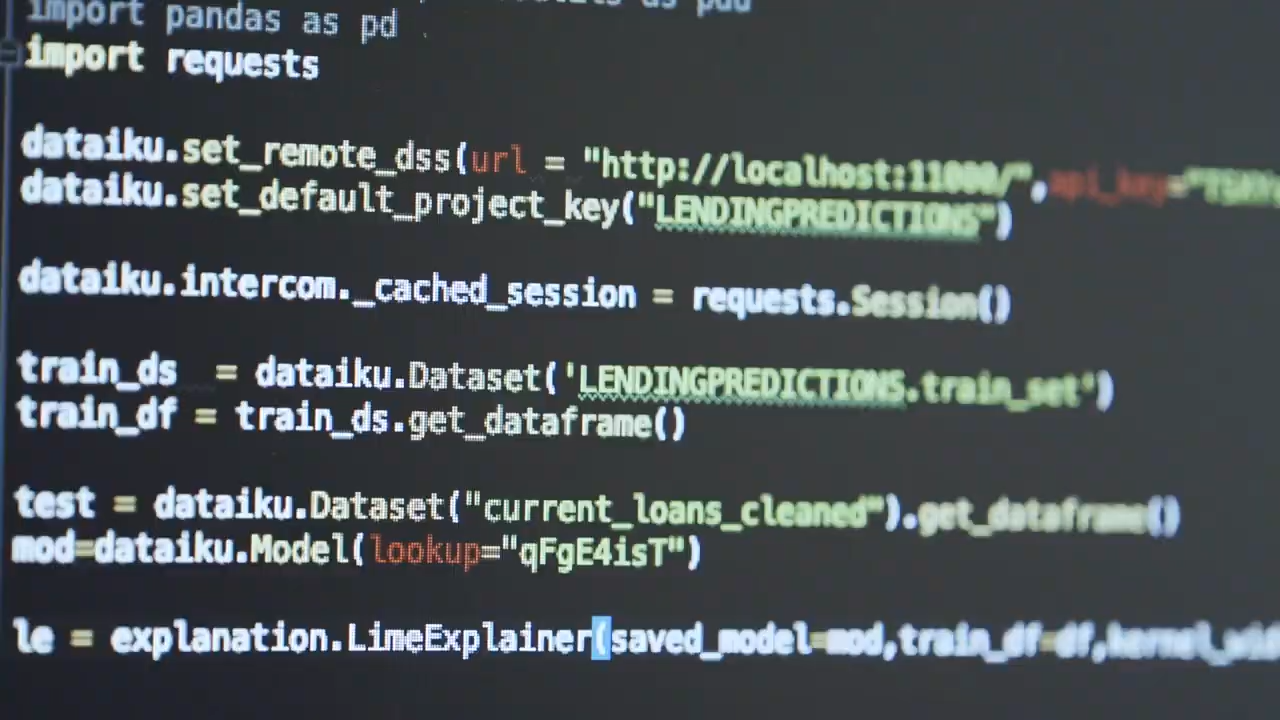 import pandas as pd
import requests
dataiku.set_remote_dss(url = "http://localhost:11000/",api_key="
dataiku.set_default_project_key("LENDINGPREDICTIONS")
dataiku.intercom._cached_session = requests.Session()
train_ds  = dataiku.Dataset('LENDINGPREDICTIONS.train_set')
train_df = train_ds.get_dataframe()
test = dataiku.Dataset("current_loans_cleaned").get_dataframe()
mod=dataiku.Model(lookup="qFgE4isT")
le = explanation.LimeExplainer(saved_model=mod,train_df=df,